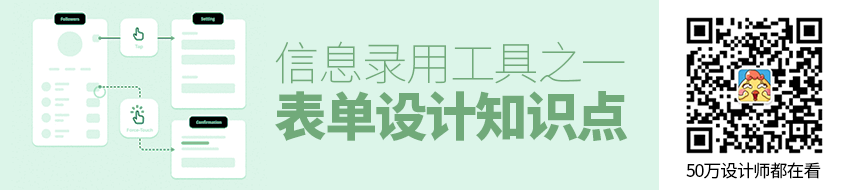 Followers
Setting
Tap
Force Touch
Confirmation
信息录用工具之一
表单设计知识点
50万设计师都在看